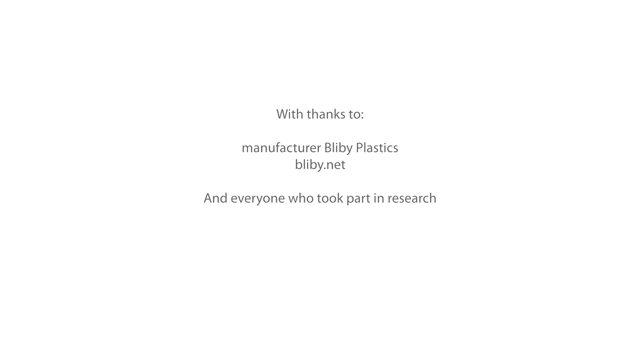 With thanks to:
manufacturer Bliby Plastics
bliby.net
And everyone who took part in research